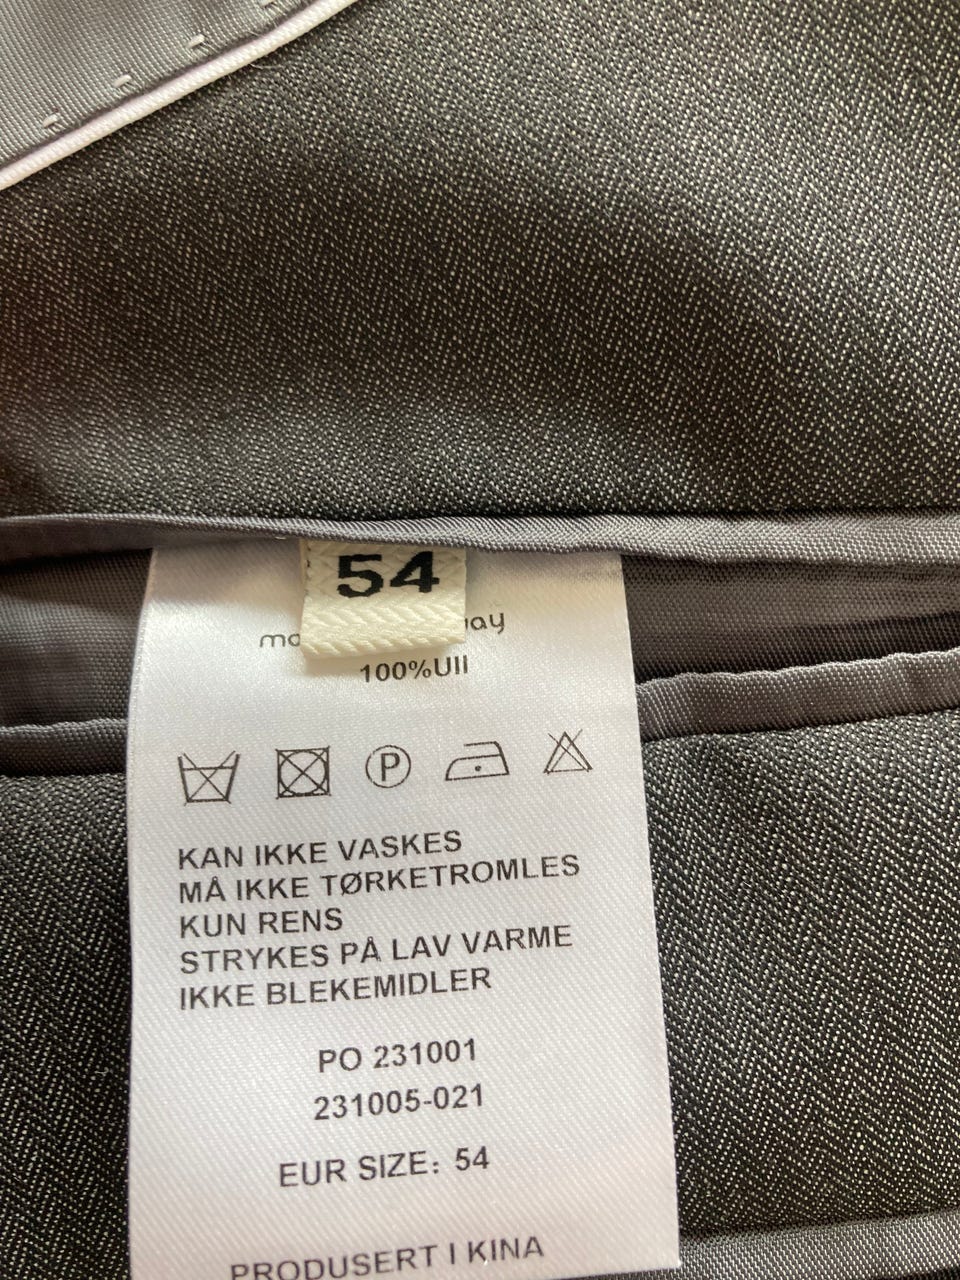 54
100%Ull
P
KAN IKKE VASKES
MÅ IKKE TØRKETROMLES
KUN RENS
STRYKES PÅ LAV VARME
IKKE BLEKEMIDLER
PO 231001
231005-021
EUR SIZE: 54
PRODUSERT I KINA